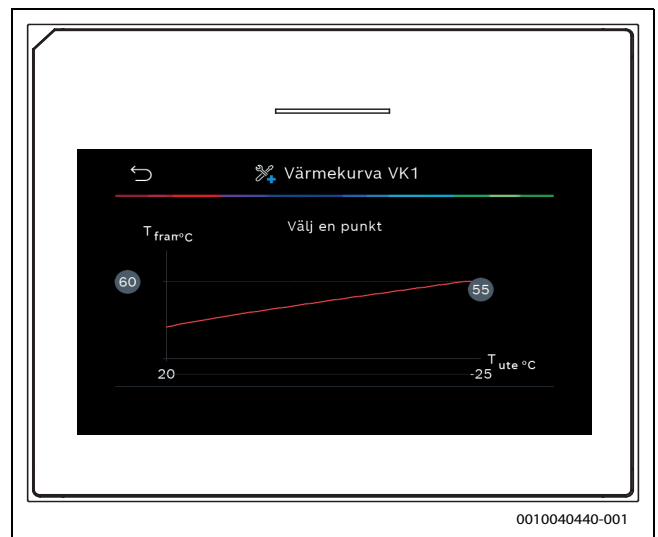 Värmekurva VK1
Välj en punkt
T fram °C
60
55
20
-25
T ute °C
0010040440-001